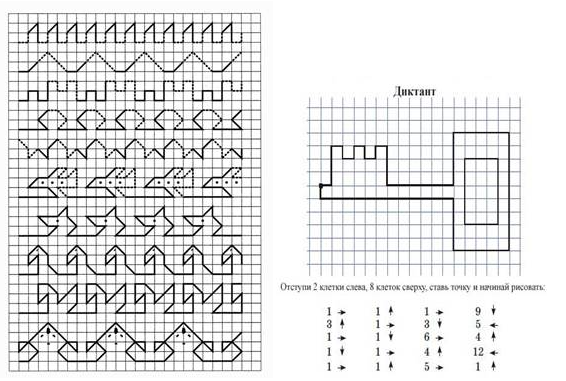 Диктант
Отступи 2 клетки слева, 8 клеток сверху, ставь точку и начинай рисовать:
1 → 1 ↑ 1 → 9 ↓
3 ↑ 1 → 3 ↓ 5 ←
1 → 1 ↓ 6 → 4 ↑
1 ↓ 1 → 4 ↑ 12 ←
1 → 1 ↑ 5 → 1 ↑